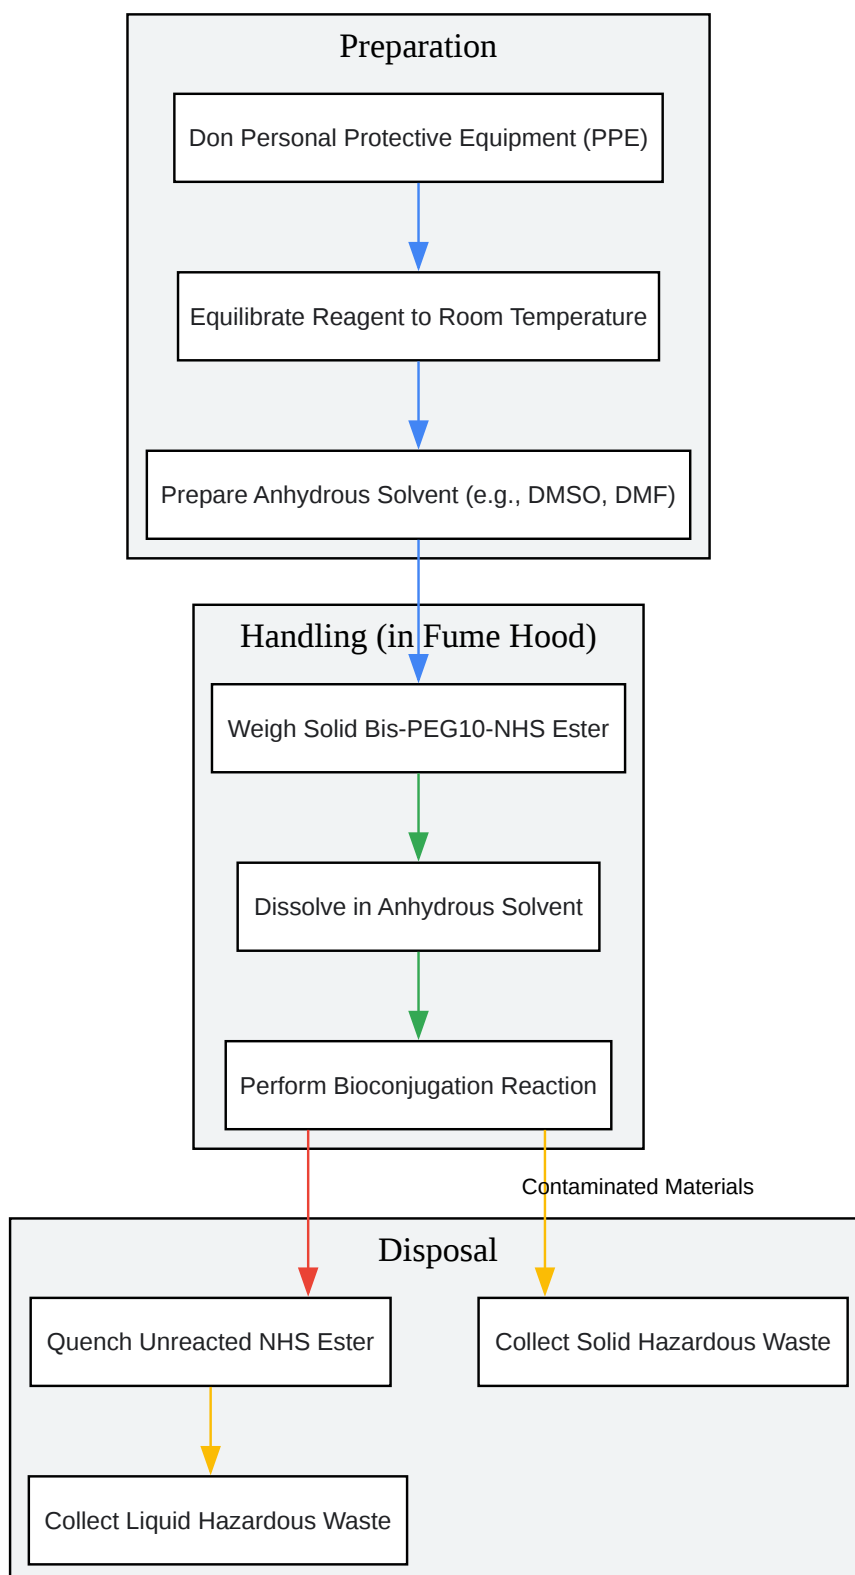 Preparation
Don Personal Protective Equipment (PPE)
Equilibrate Reagent to Room Temperature
Prepare Anhydrous Solvent (e.g., DMSO, DMF)
Handling (in Fume Hood)
Weigh Solid Bis-PEG10-NHS Ester
Dissolve in Anhydrous Solvent
Perform Bioconjugation Reaction
Contaminated Materials
Disposal
Quench Unreacted NHS Ester
Collect Solid Hazardous Waste
Collect Liquid Hazardous Waste